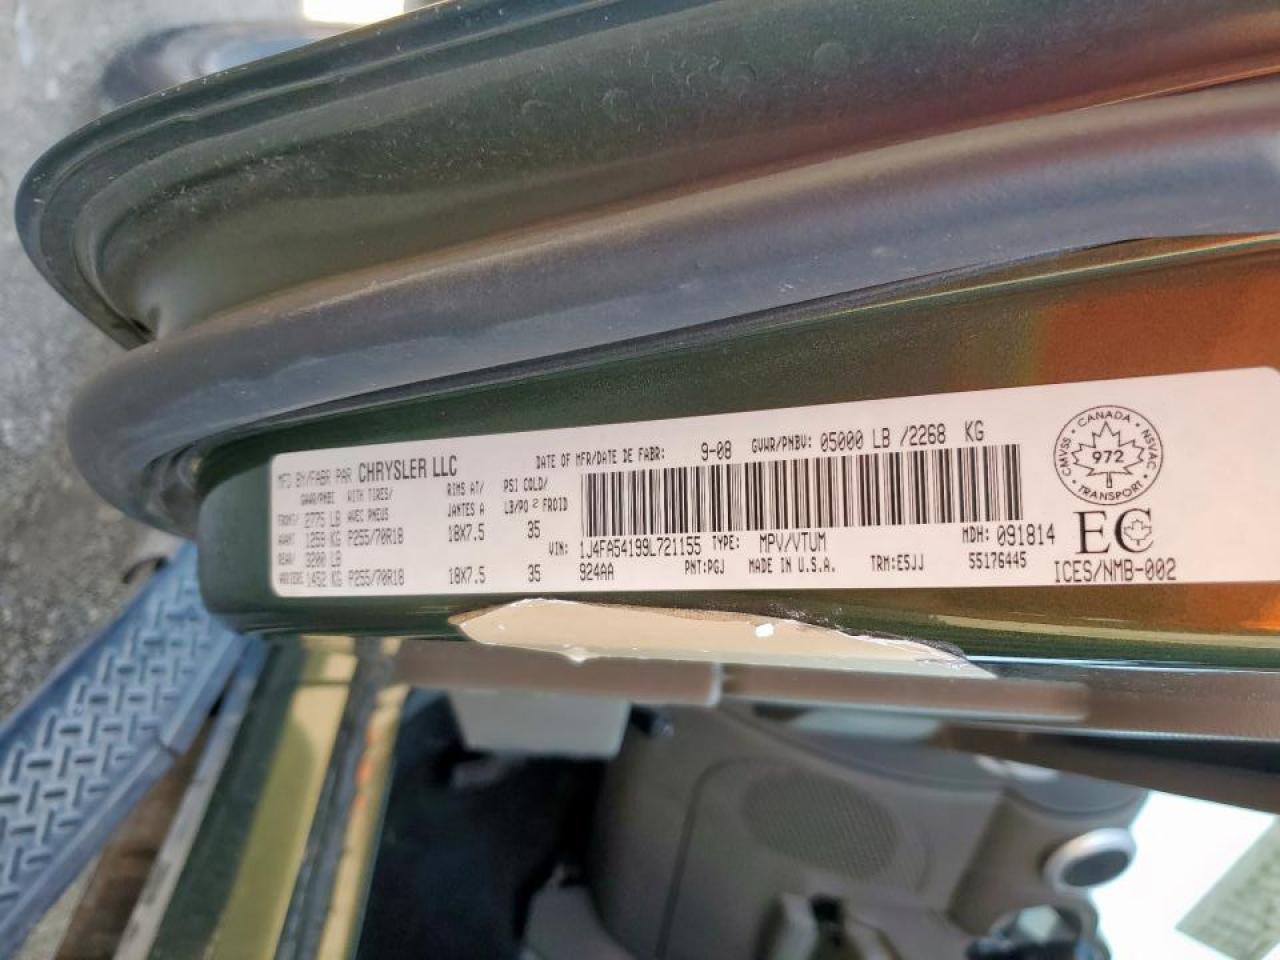 MFD BY/FABR PAR CHRYSLER LLC DATE OF MFR/DATE DE FABR: 9-08 GVWR/PNBV: 05000 LB /2268 KG
GAWR/PNBE WITH TIRES/ RIMS AT/ PSI COLD/
FRONT/ 2775 LB AVEC PNEUS JANTES A LB/PO² FROID
AVANT 1259 KG P255/70R18 18X7.5 35
REAR/ 3200 LB
ARRIERE 1452 KG P255/70R18 18X7.5 35
VIN: 1J4FA54199L721155 TYPE: MPV/VTUM MDH: 091814
924AA PNT:PGJ MADE IN U.S.A. TRM:E5JJ 55176445
CANADA
CMVSS 972 NSVAC
TRANSPORT
EC
ICES/NMB-002